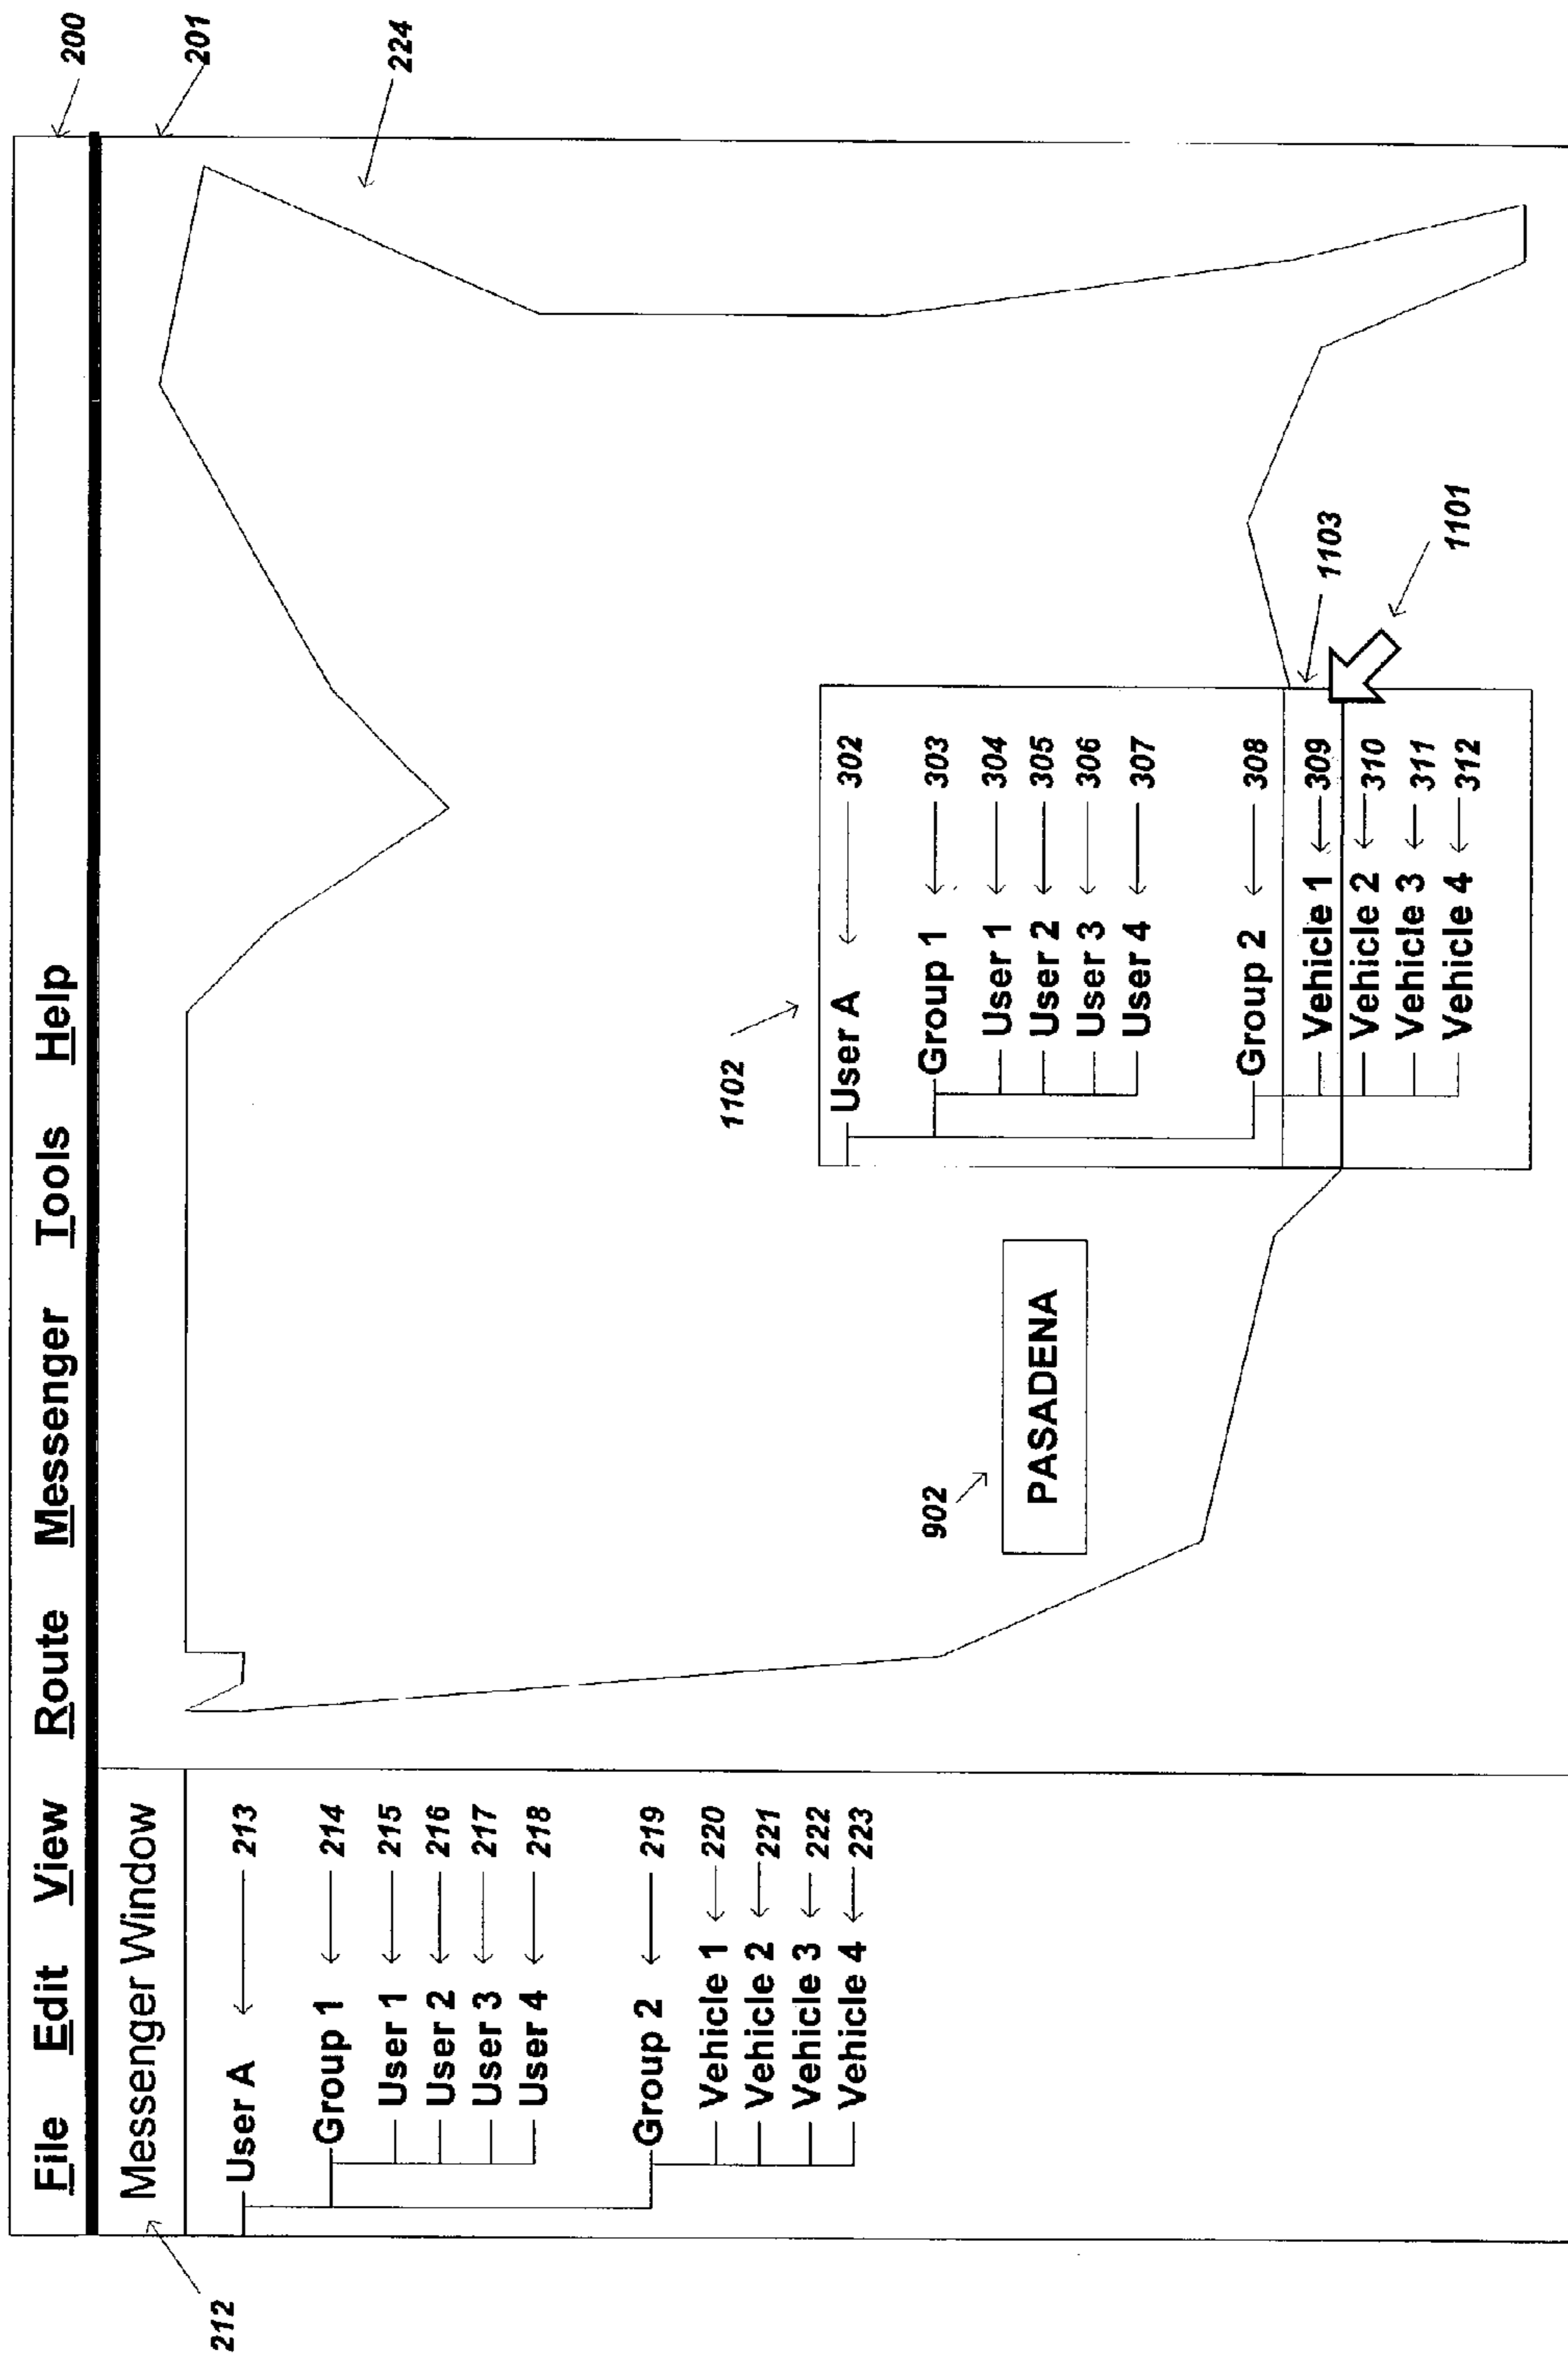 File Edit View Route Messenger Tools Help
200
201
212
Messenger Window
224
User A 213
Group 1 214
User 1 215
User 2 216
User 3 217
User 4 218
Group 2 219
Vehicle 1 220
Vehicle 2 221
Vehicle 3 222
Vehicle 4 223
902
PASADENA
1102
User A 302
Group 1 303
User 1 304
User 2 305
User 3 306
User 4 307
Group 2 308
Vehicle 1 309
Vehicle 2 310
Vehicle 3 311
Vehicle 4 312
1103
1101